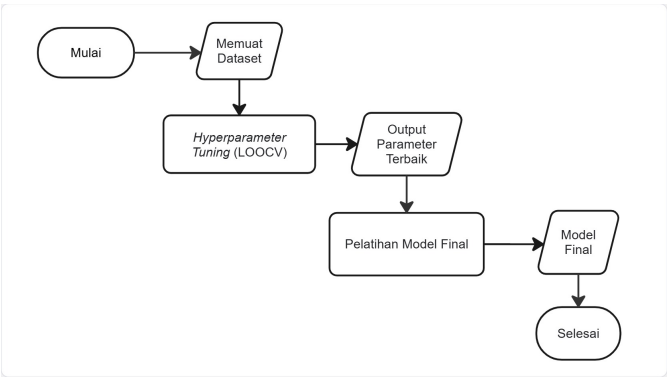 Mulai
Memuat
Dataset
Hyperparameter
Tuning (LOOCV)
Output
Parameter
Terbaik
Pelatihan Model Final
Model
Final
Selesai